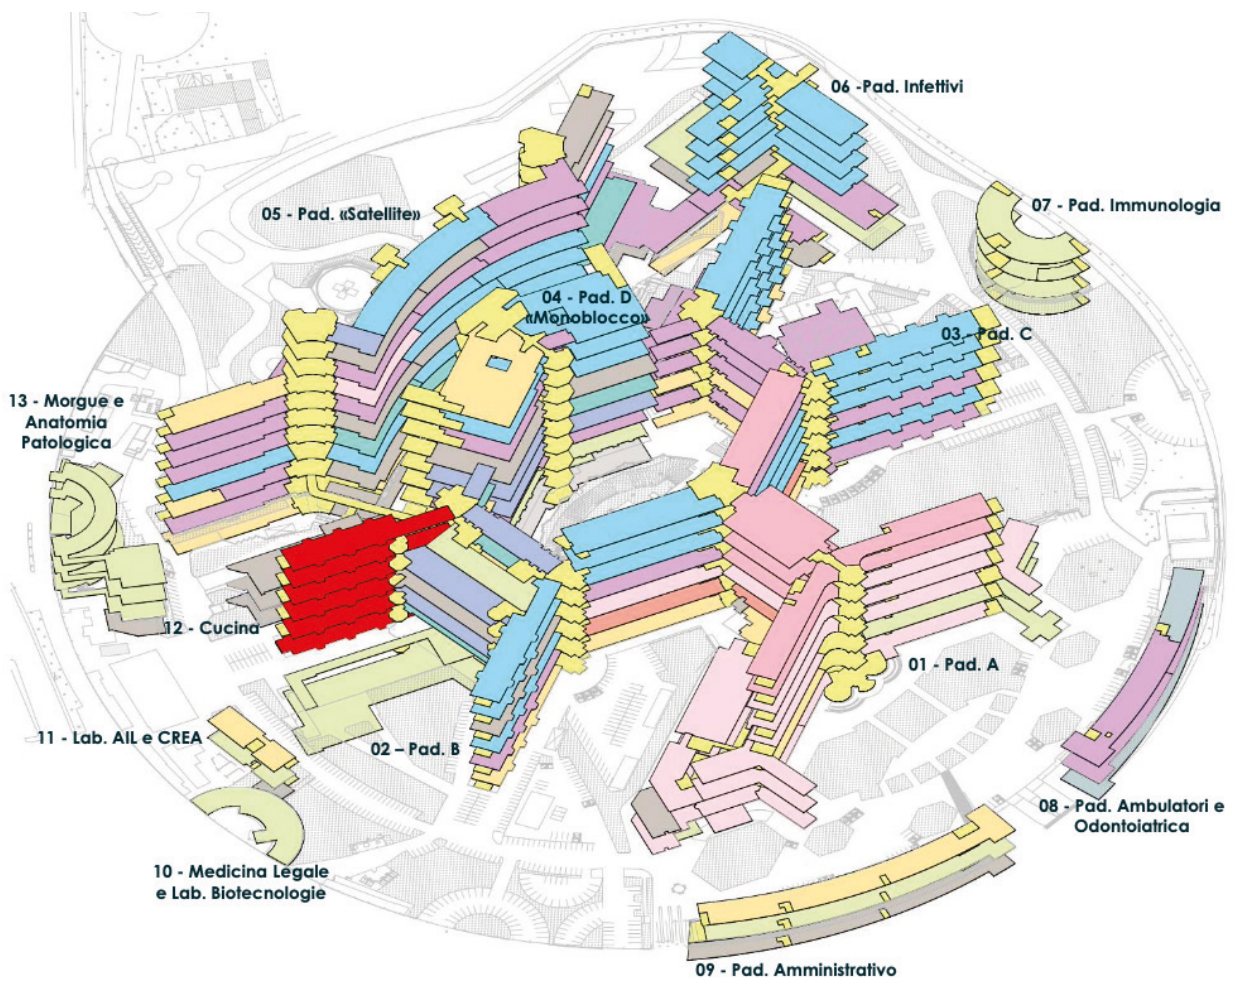 06 -Pad. Infettivi
07 - Pad. Immunologia
05 - Pad. «Satellite»
04 - Pad. D
«Monoblocco»
03 - Pad. C
13 - Morgue e
Anatomia
Patologica
12 - Cucina
01 - Pad. A
11 - Lab. AIL e CREA
02 – Pad. B
08 - Pad. Ambulatori e
Odontoiatrica
10 - Medicina Legale
e Lab. Biotecnologie
09 - Pad. Amministrativo